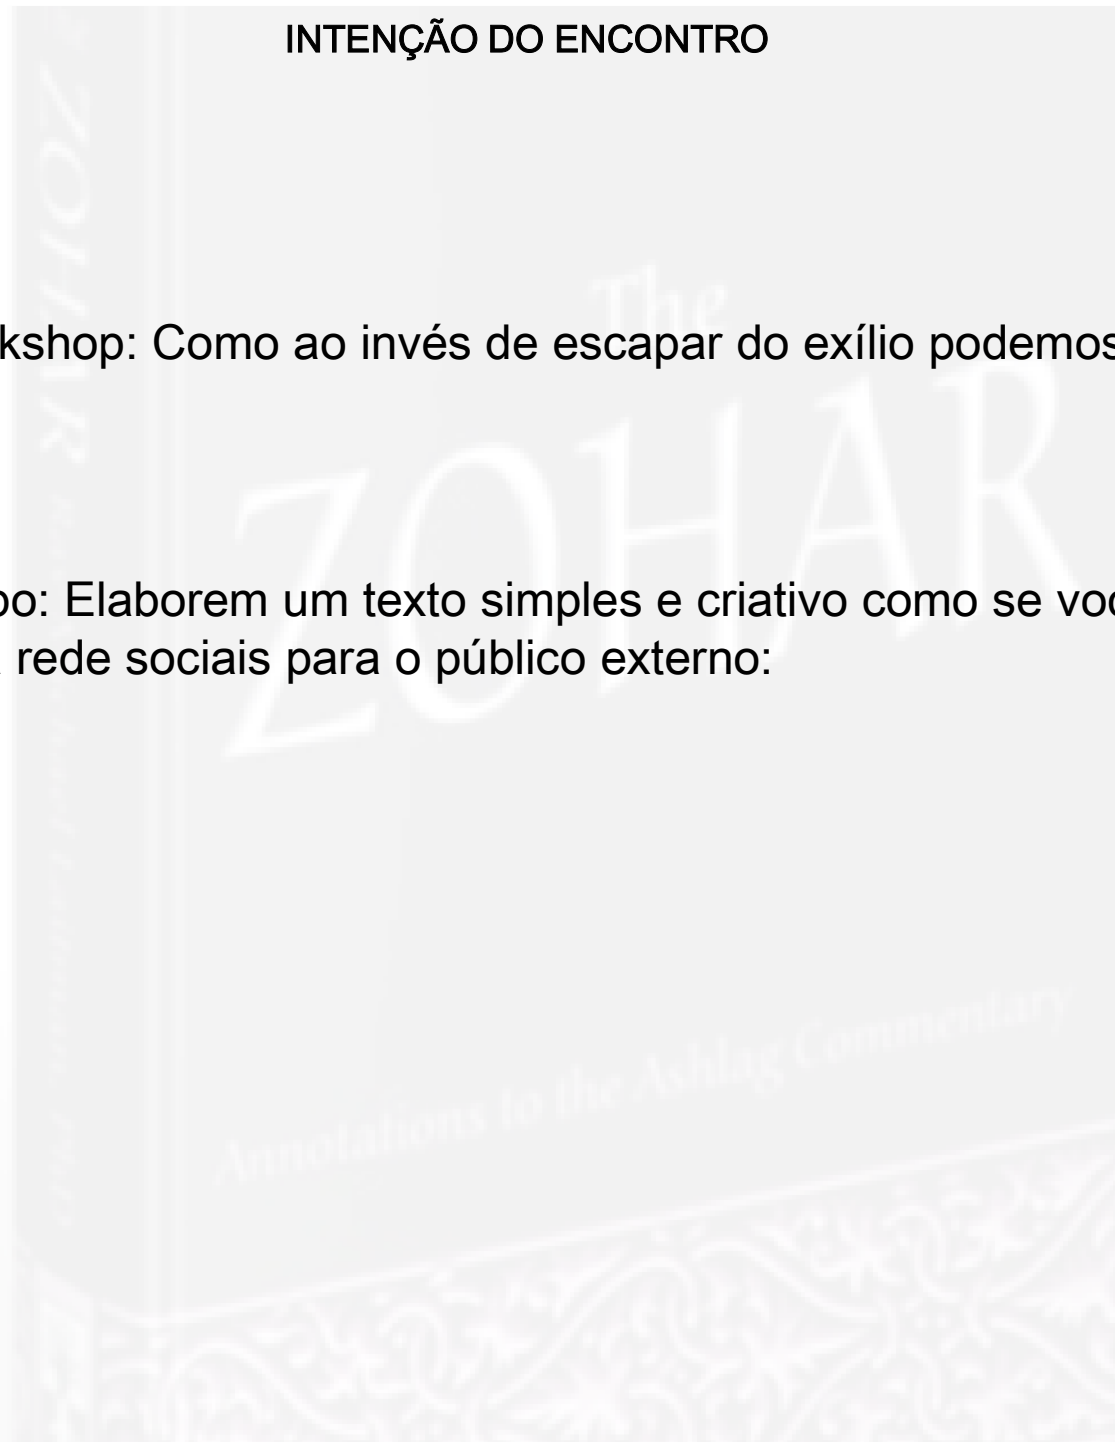 INTENÇÃO DO ENCONTRO
The
kshop: Como ao invés de escapar do exílio podemos
ZOHAR
ZOHAR
po: Elaborem um texto simples e criativo como se voc
rede sociais para o público externo:
Annotations to the Ashlag Commentary